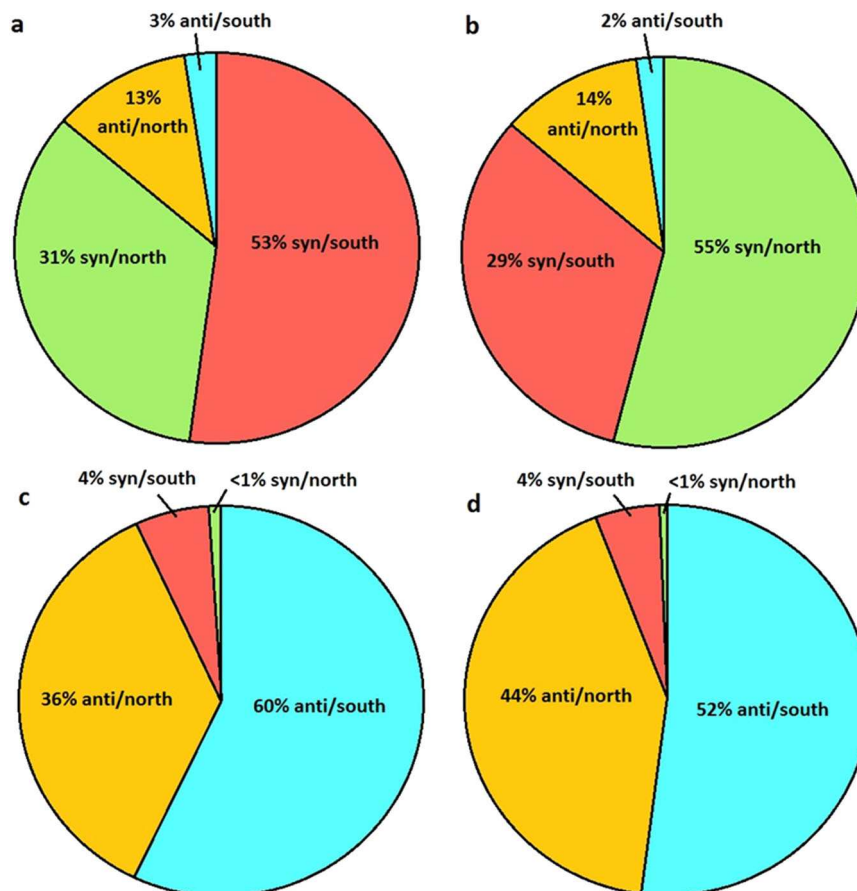 a
3% anti/south
13%
anti/north
31% syn/north
53% syn/south
b
2% anti/south
14%
anti/north
29% syn/south
55% syn/north
c
4% syn/south
<1% syn/north
36% anti/north
60% anti/south
d
4% syn/south
<1% syn/north
44% anti/north
52% anti/south